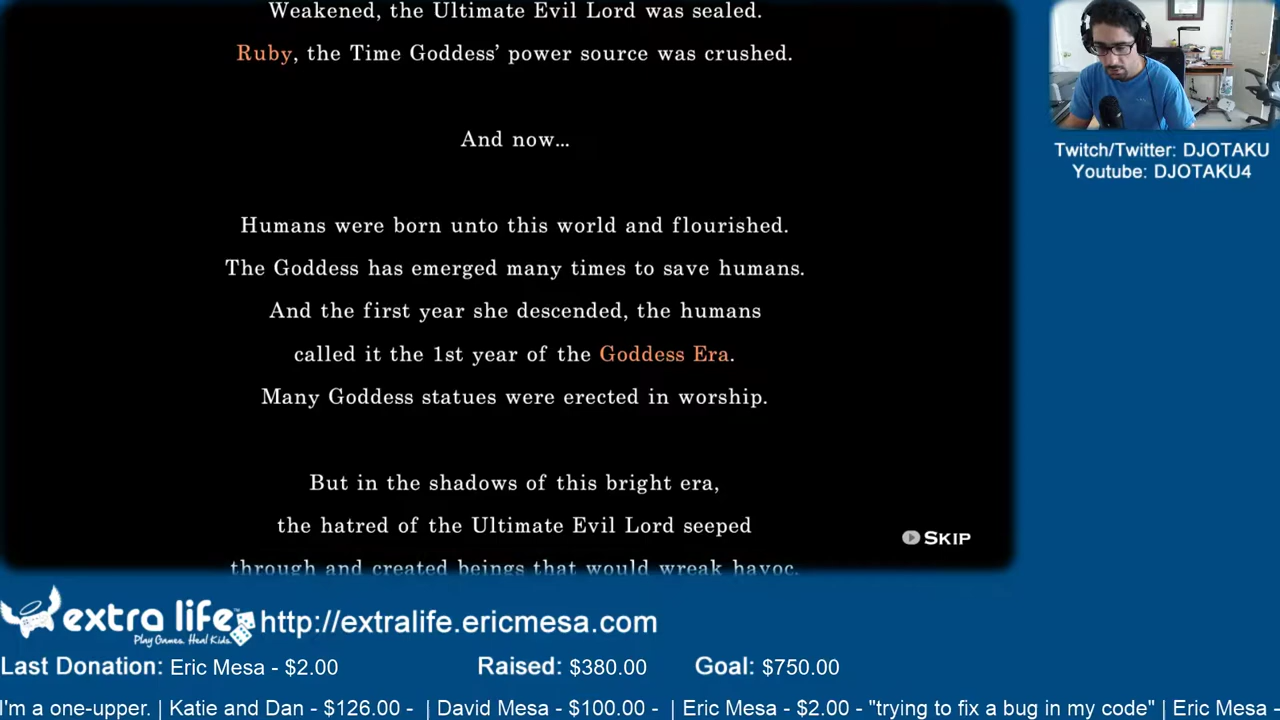 Weakened, the Ultimate Evil Lord was sealed.
Ruby, the Time Goddess’ power source was crushed.
And now...
Humans were born unto this world and flourished.
The Goddess has emerged many times to save humans.
And the first year she descended, the humans
called it the 1st year of the Goddess Era.
Many Goddess statues were erected in worship.
But in the shadows of this bright era,
the hatred of the Ultimate Evil Lord seeped
through and created beings that would wreak havoc.
SKIP
Twitch/Twitter: DJOTAKU
Youtube: DJOTAKU4
extra life
Play Games. Heal Kids.
http://extralife.ericmesa.com
Last Donation: Eric Mesa - $2.00
Raised: $380.00
Goal: $750.00
I'm a one-upper. | Katie and Dan - $126.00 - | David Mesa - $100.00 - | Eric Mesa - $2.00 - "trying to fix a bug in my code" | Eric Mesa -